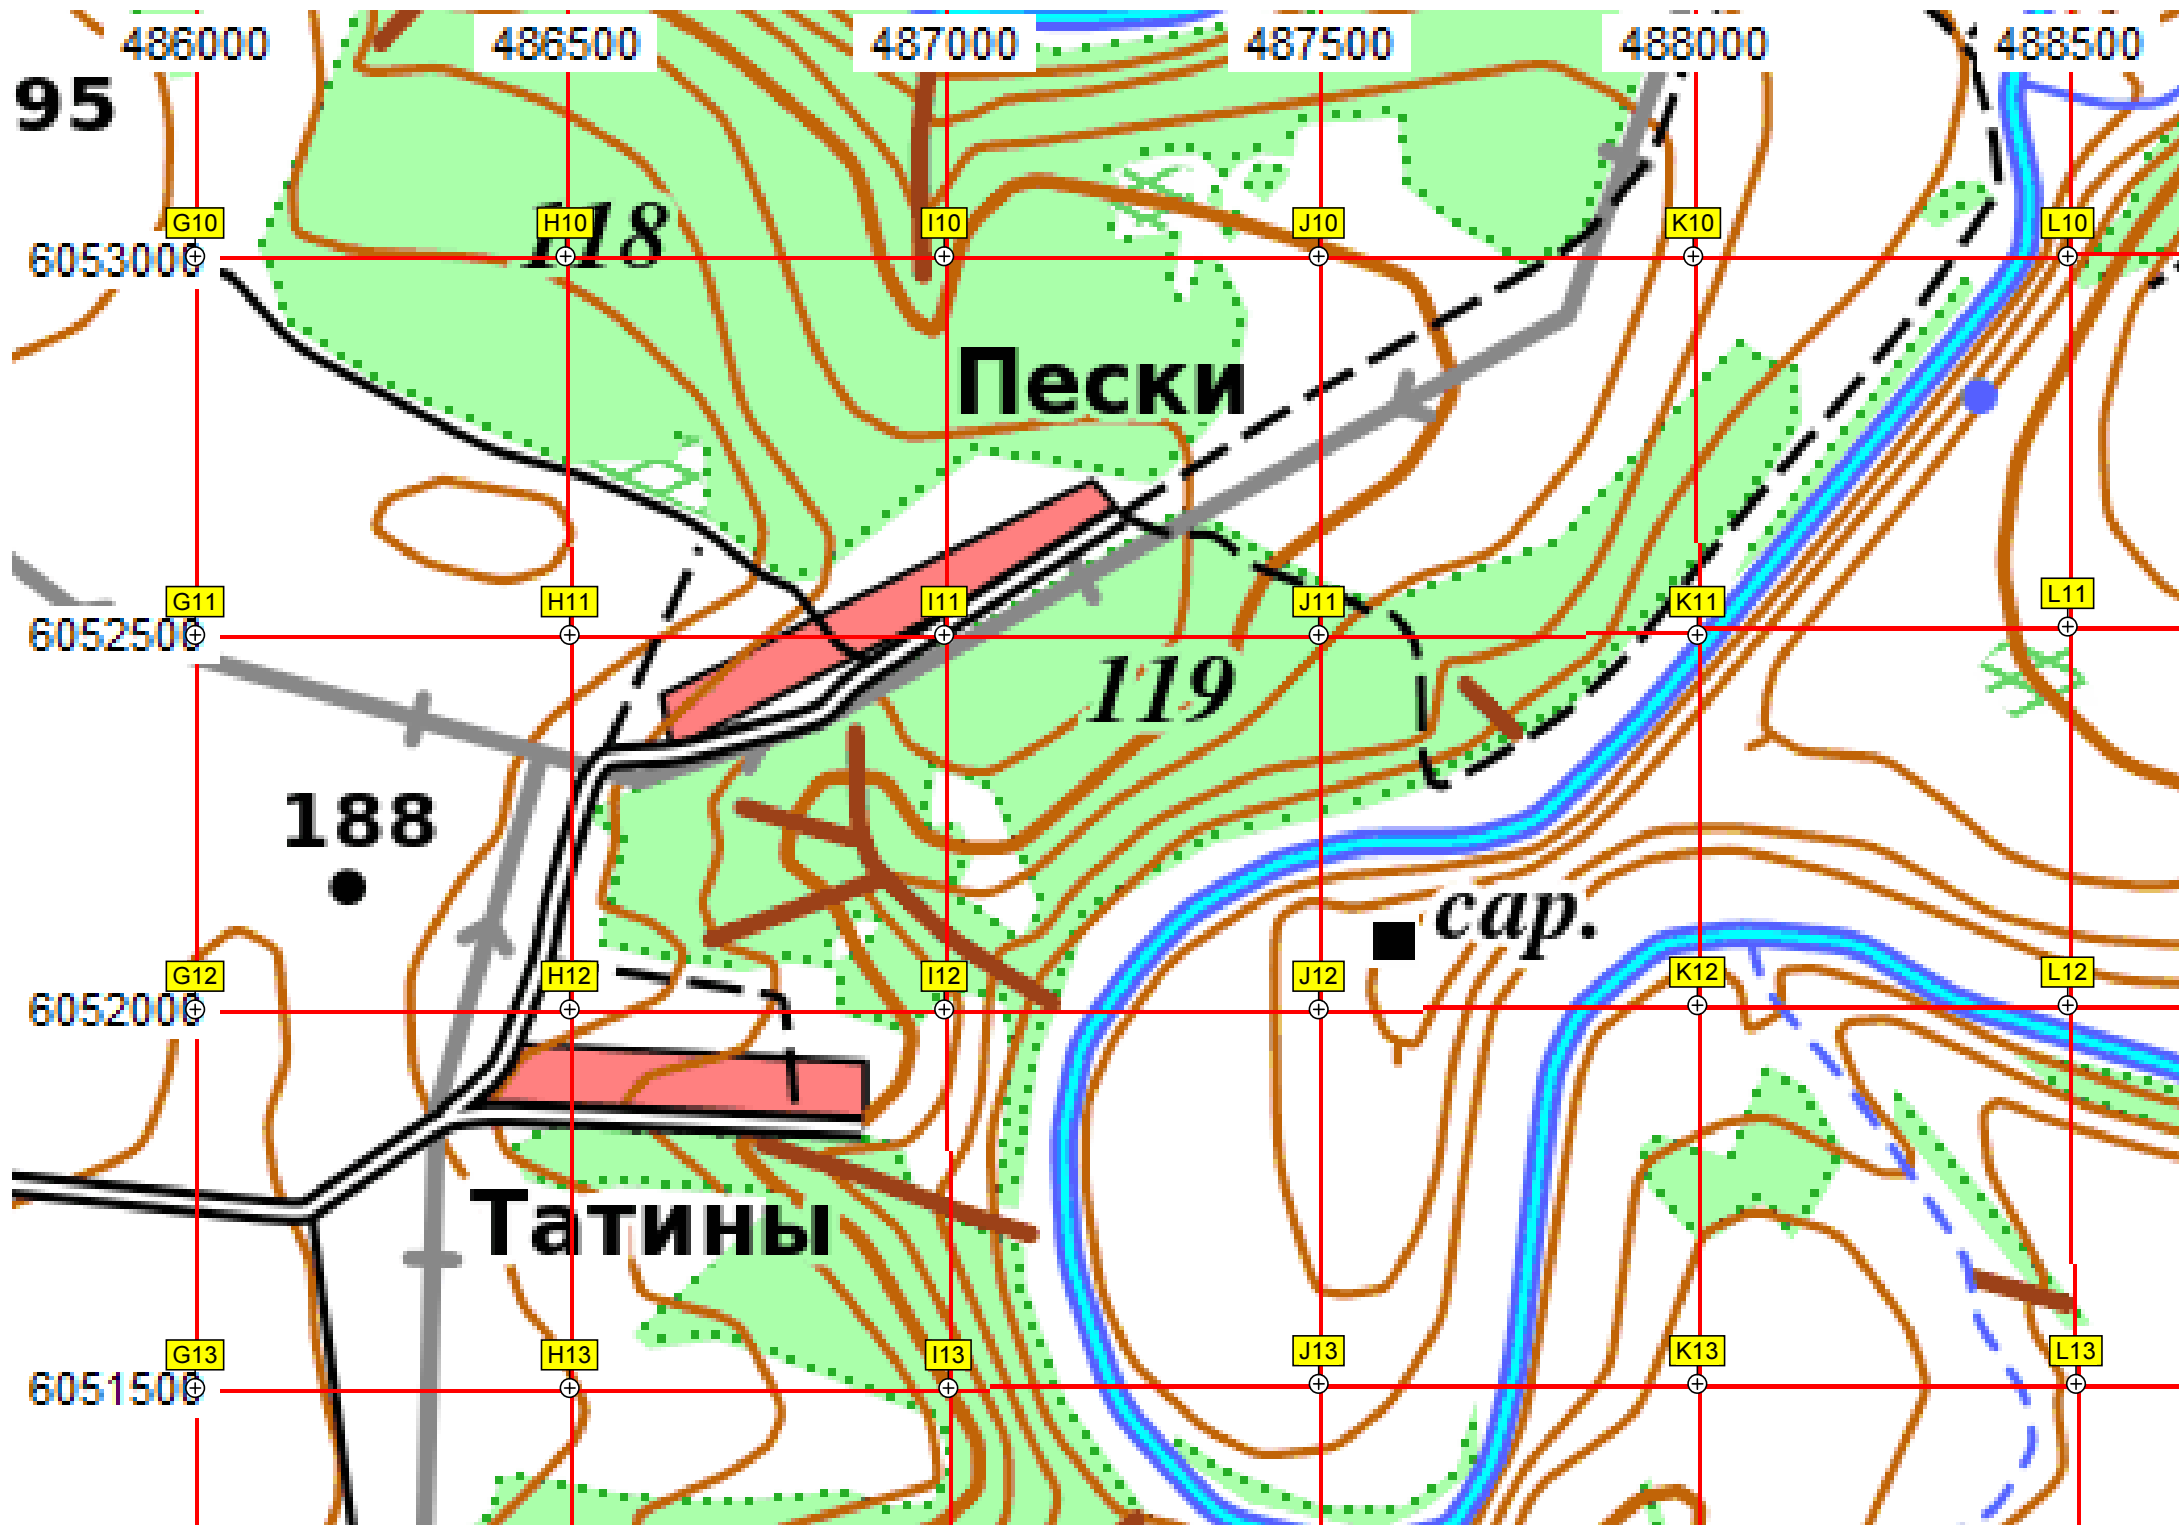 486000 486500 487000 487500 488000 488500
95
G10 H10 I10 J10 K10 L10
118
6053000
Пески
G11 H11 I11 J11 K11 L11
6052500
119
188
сар.
G12 H12 I12 J12 K12 L12
6052000
Татины
G13 H13 I13 J13 K13 L13
6051500